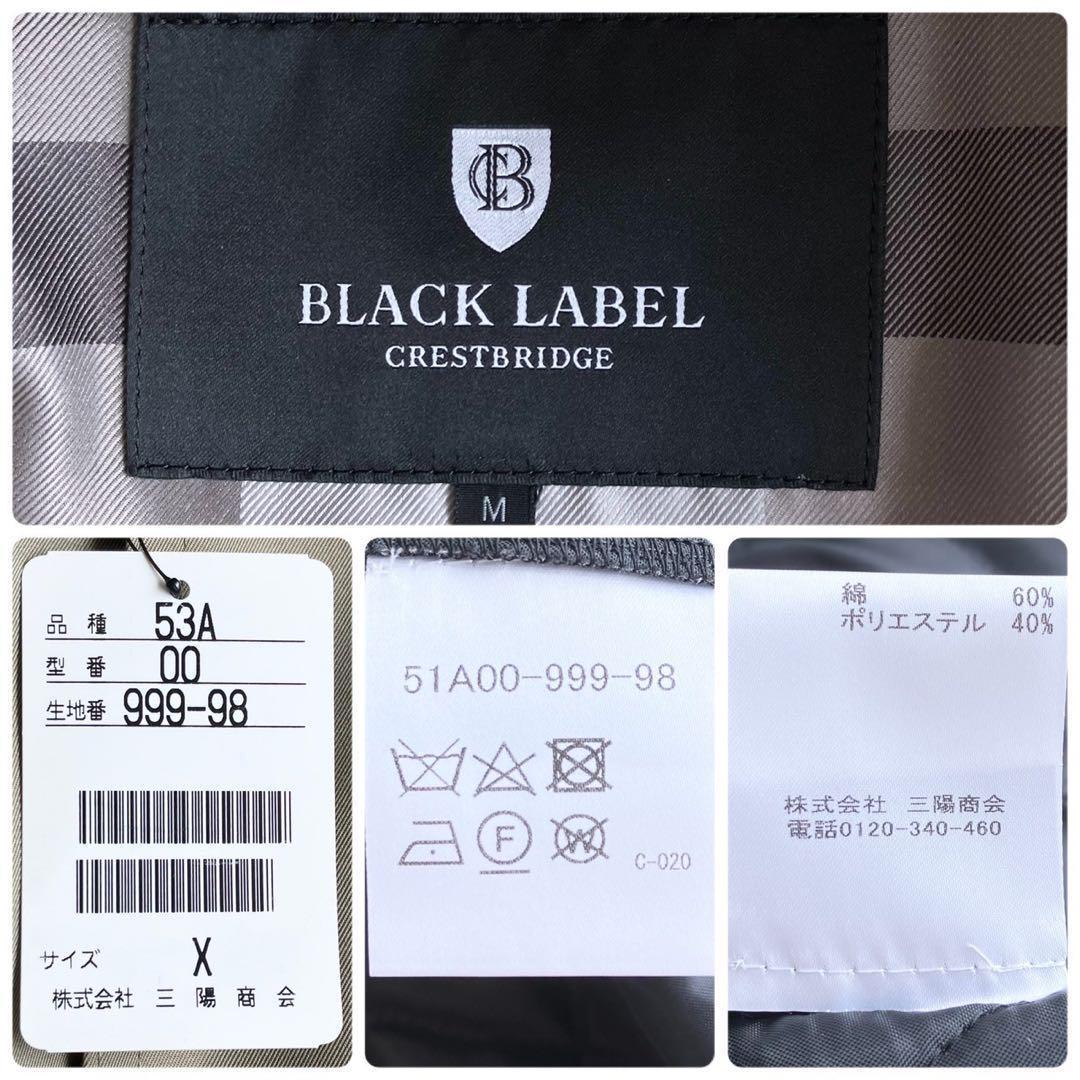 CB
BLACK LABEL
CRESTBRIDGE
M
品種 53A
型番 00
生地番 999-98
サイズ X
株式会社 三陽商会
51A00-999-98
F
W
C-020
綿 60%
ポリエステル 40%
株式会社 三陽商会
電話0120-340-460